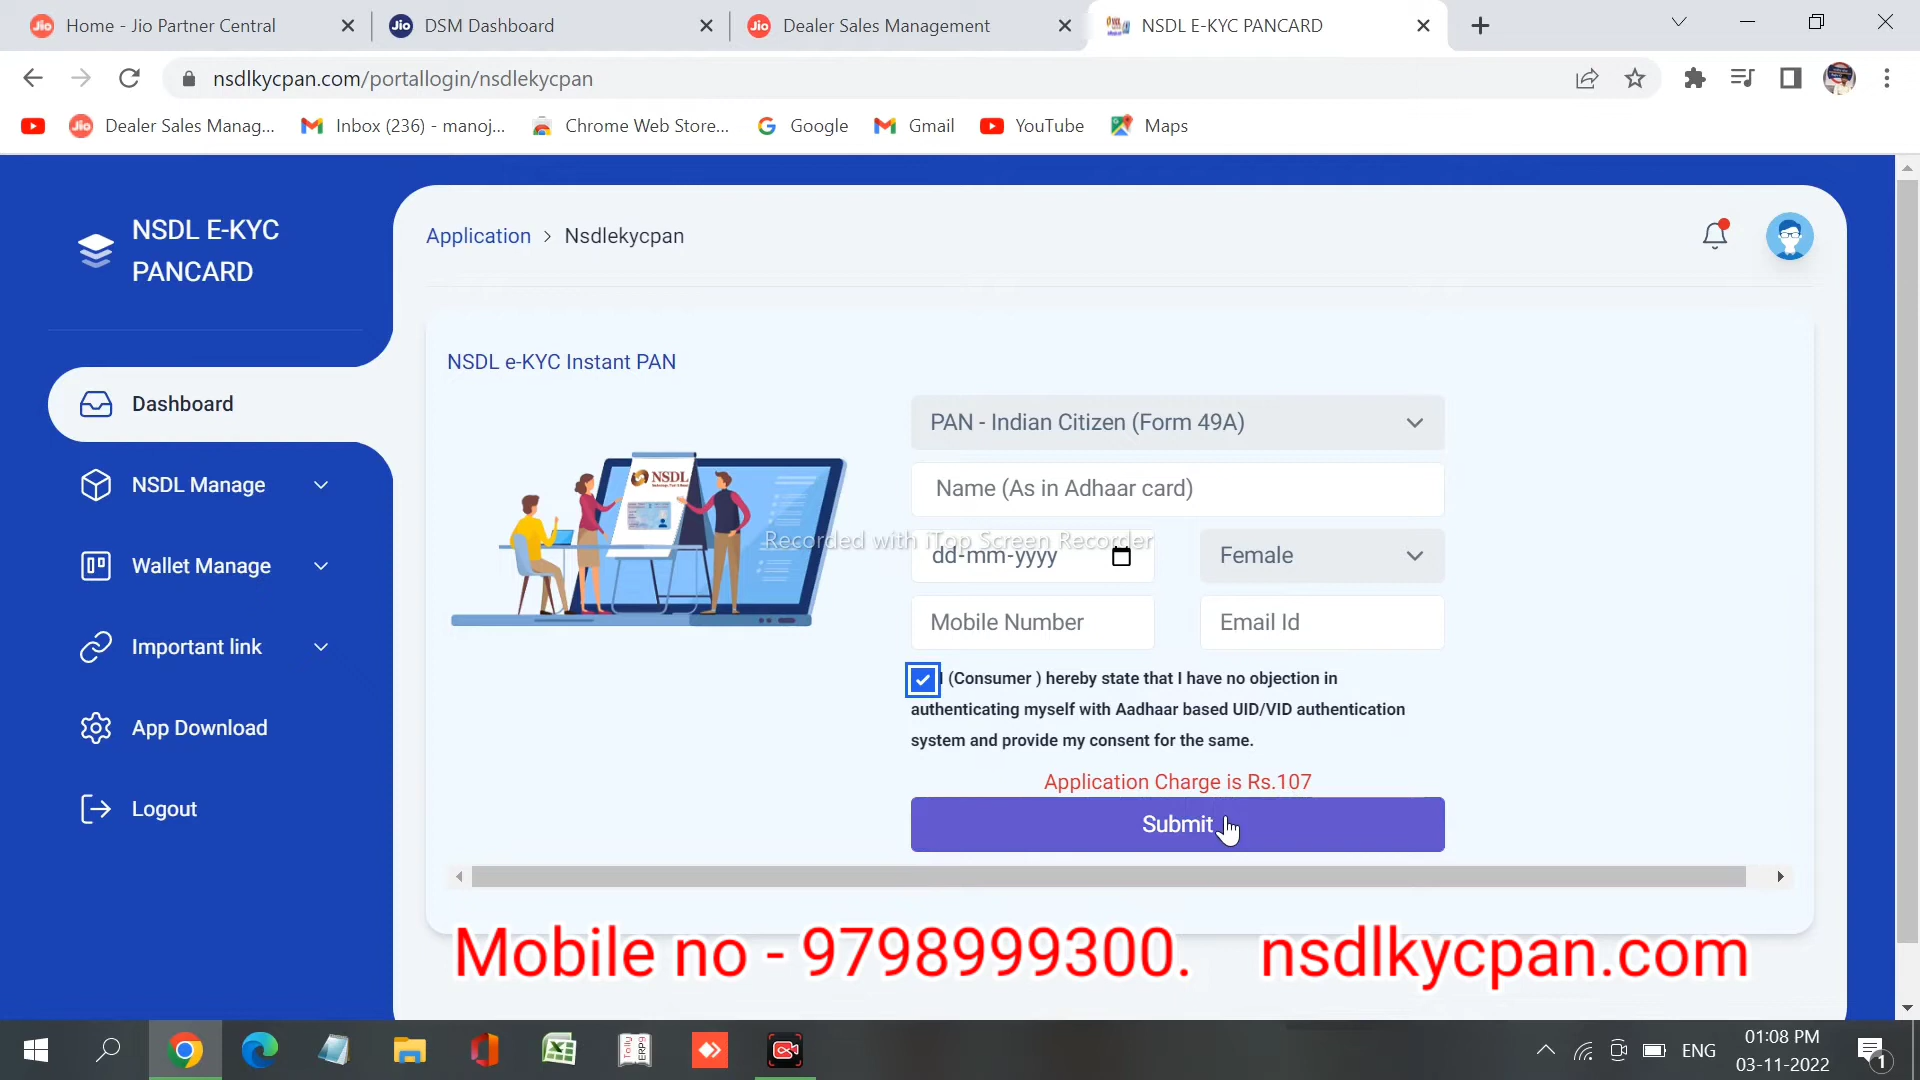 Home - Jio Partner Central
DSM Dashboard
Dealer Sales Management
NSDL E-KYC PANCARD
nsdlkycpan.com/portallogin/nsdlekycpan
Dealer Sales Manag...
Inbox (236) - manoj...
Chrome Web Store...
Google
Gmail
YouTube
Maps
NSDL E-KYC
PANCARD
Application > Nsdlekycpan
NSDL e-KYC Instant PAN
Dashboard
NSDL Manage
Wallet Manage
Important link
App Download
Logout
NSDL
PAN - Indian Citizen (Form 49A)
Name (As in Adhaar card)
Recorded with iTop Screen Recorder
dd-mm-yyyy
Female
Mobile Number
Email Id
I (Consumer ) hereby state that I have no objection in
authenticating myself with Aadhaar based UID/VID authentication
system and provide my consent for the same.
Application Charge is Rs.107
Submit
Mobile no - 9798999300. nsdlkycpan.com
ENG
01:08 PM
03-11-2022
1